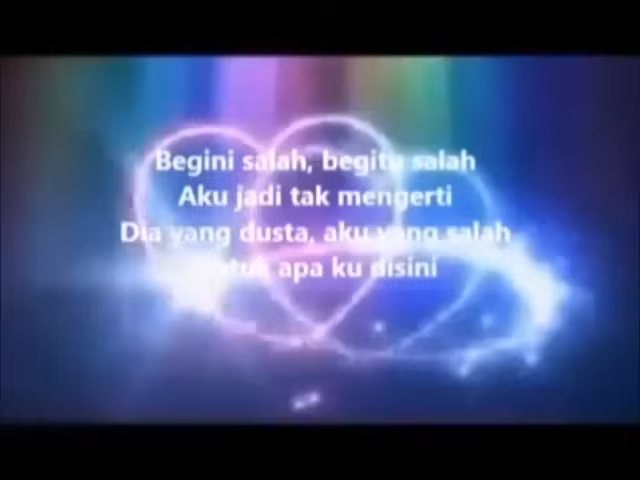 Begini salah, begitu salah
Aku jadi tak mengerti
Dia yang dusta, aku yang salah
apa ku disini